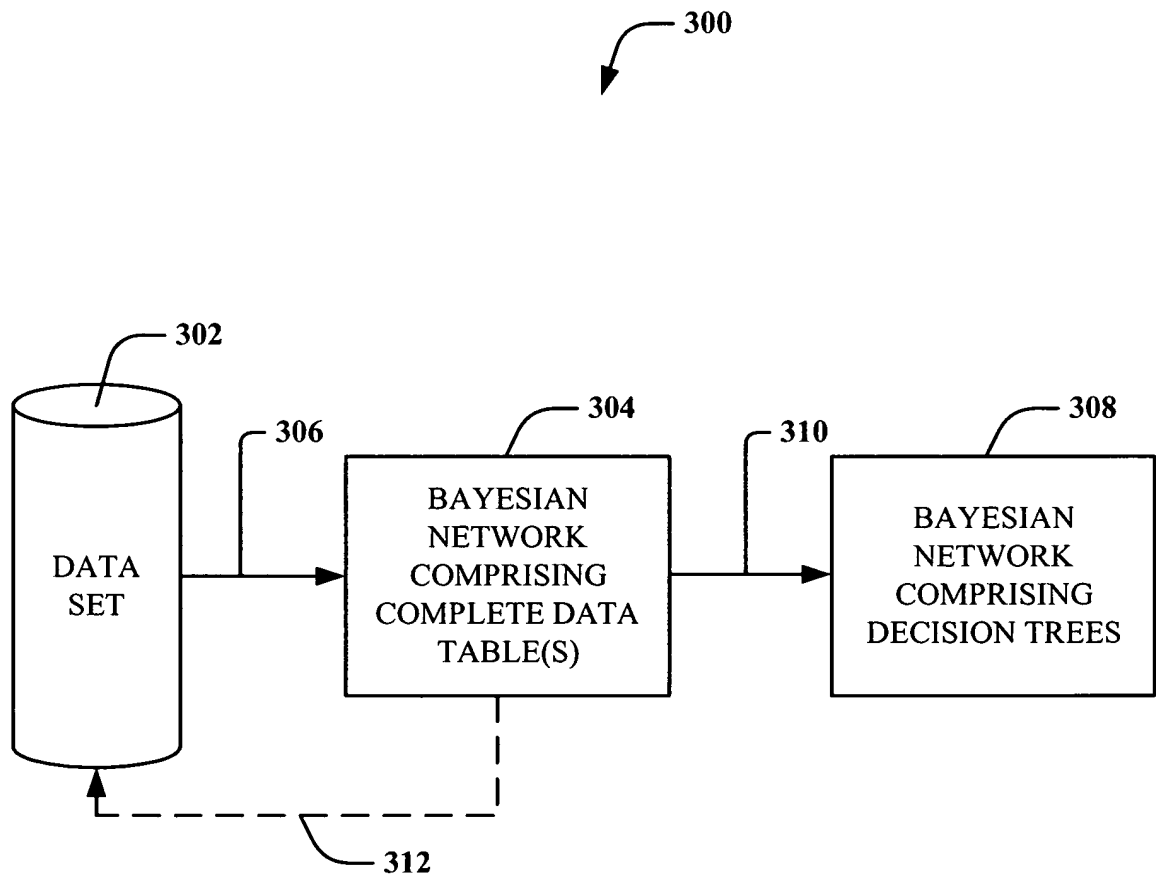 300
302
306
304
310
308
DATA
SET
BAYESIAN
NETWORK
COMPRISING
COMPLETE DATA
TABLE(S)
BAYESIAN
NETWORK
COMPRISING
DECISION TREES
312